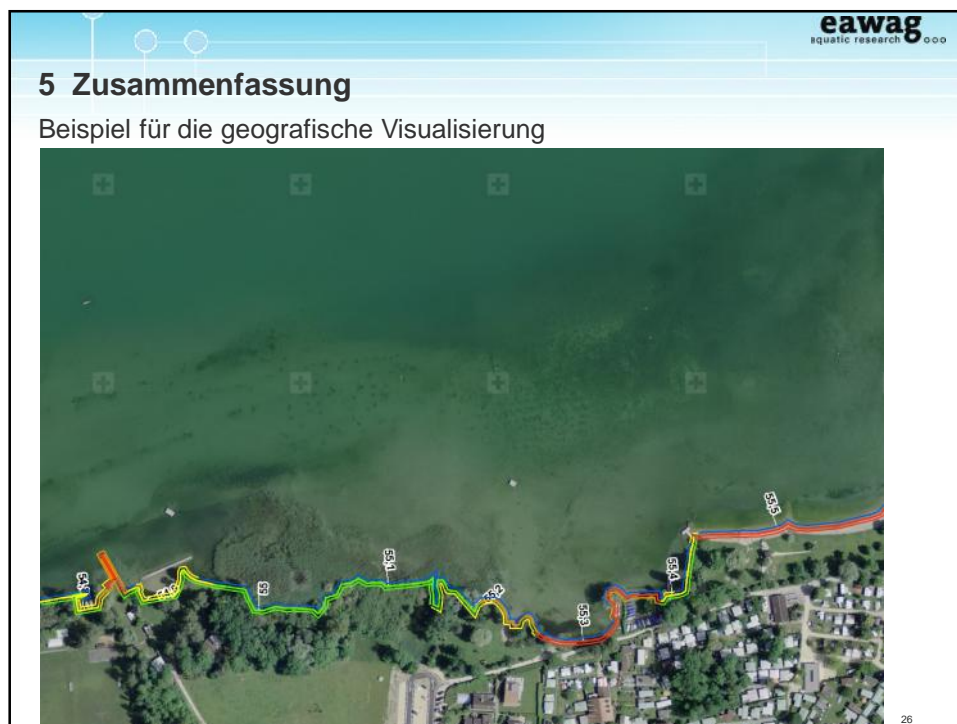 eawag
aquatic research
5 Zusammenfassung
Beispiel für die geografische Visualisierung
55,5
55,1
55,4
55
55,3
26